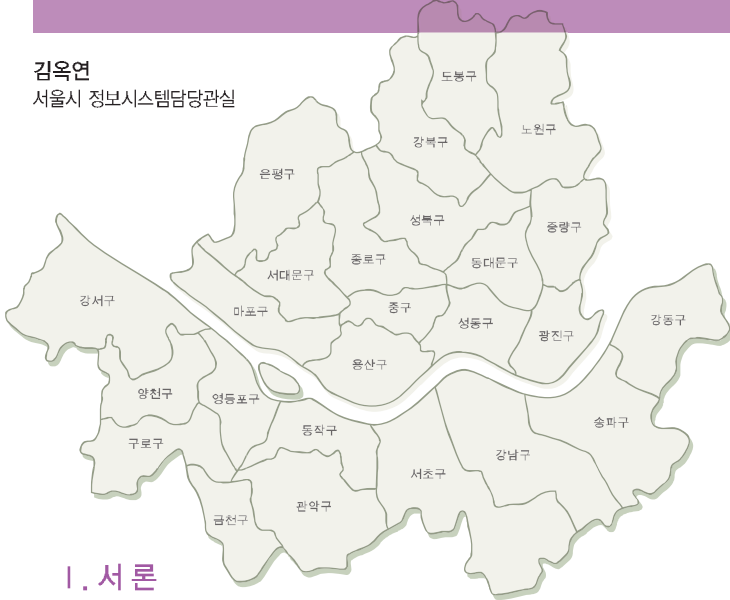 김옥연
서울시 정보시스템담당관실
도봉구
노원구
강북구
은평구
성북구
중랑구
종로구
동대문구
서대문구
강서구
마포구
중구
성동구
강동구
광진구
용산구
양천구
영등포구
송파구
동작구
구로구
강남구
서초구
관악구
금천구
Ⅰ. 서 론